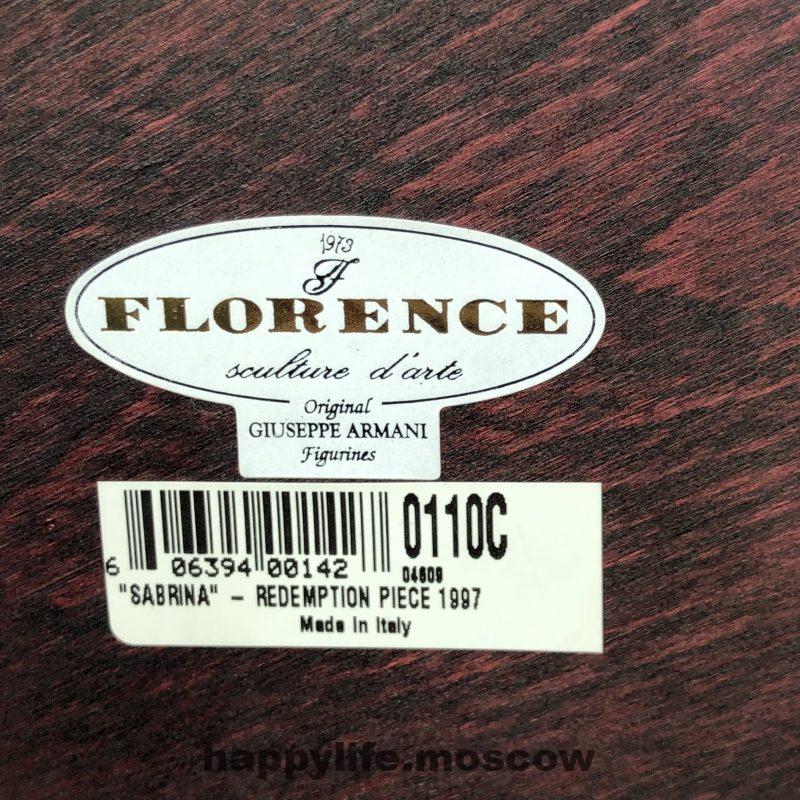 1973
F
FLORENCE
sculture d'arte
Original
GIUSEPPE ARMANI
Figurines
0110C
6 06394 00142
04609
"SABRINA" – REDEMPTION PIECE 1997
Made In Italy
happylife.moscow